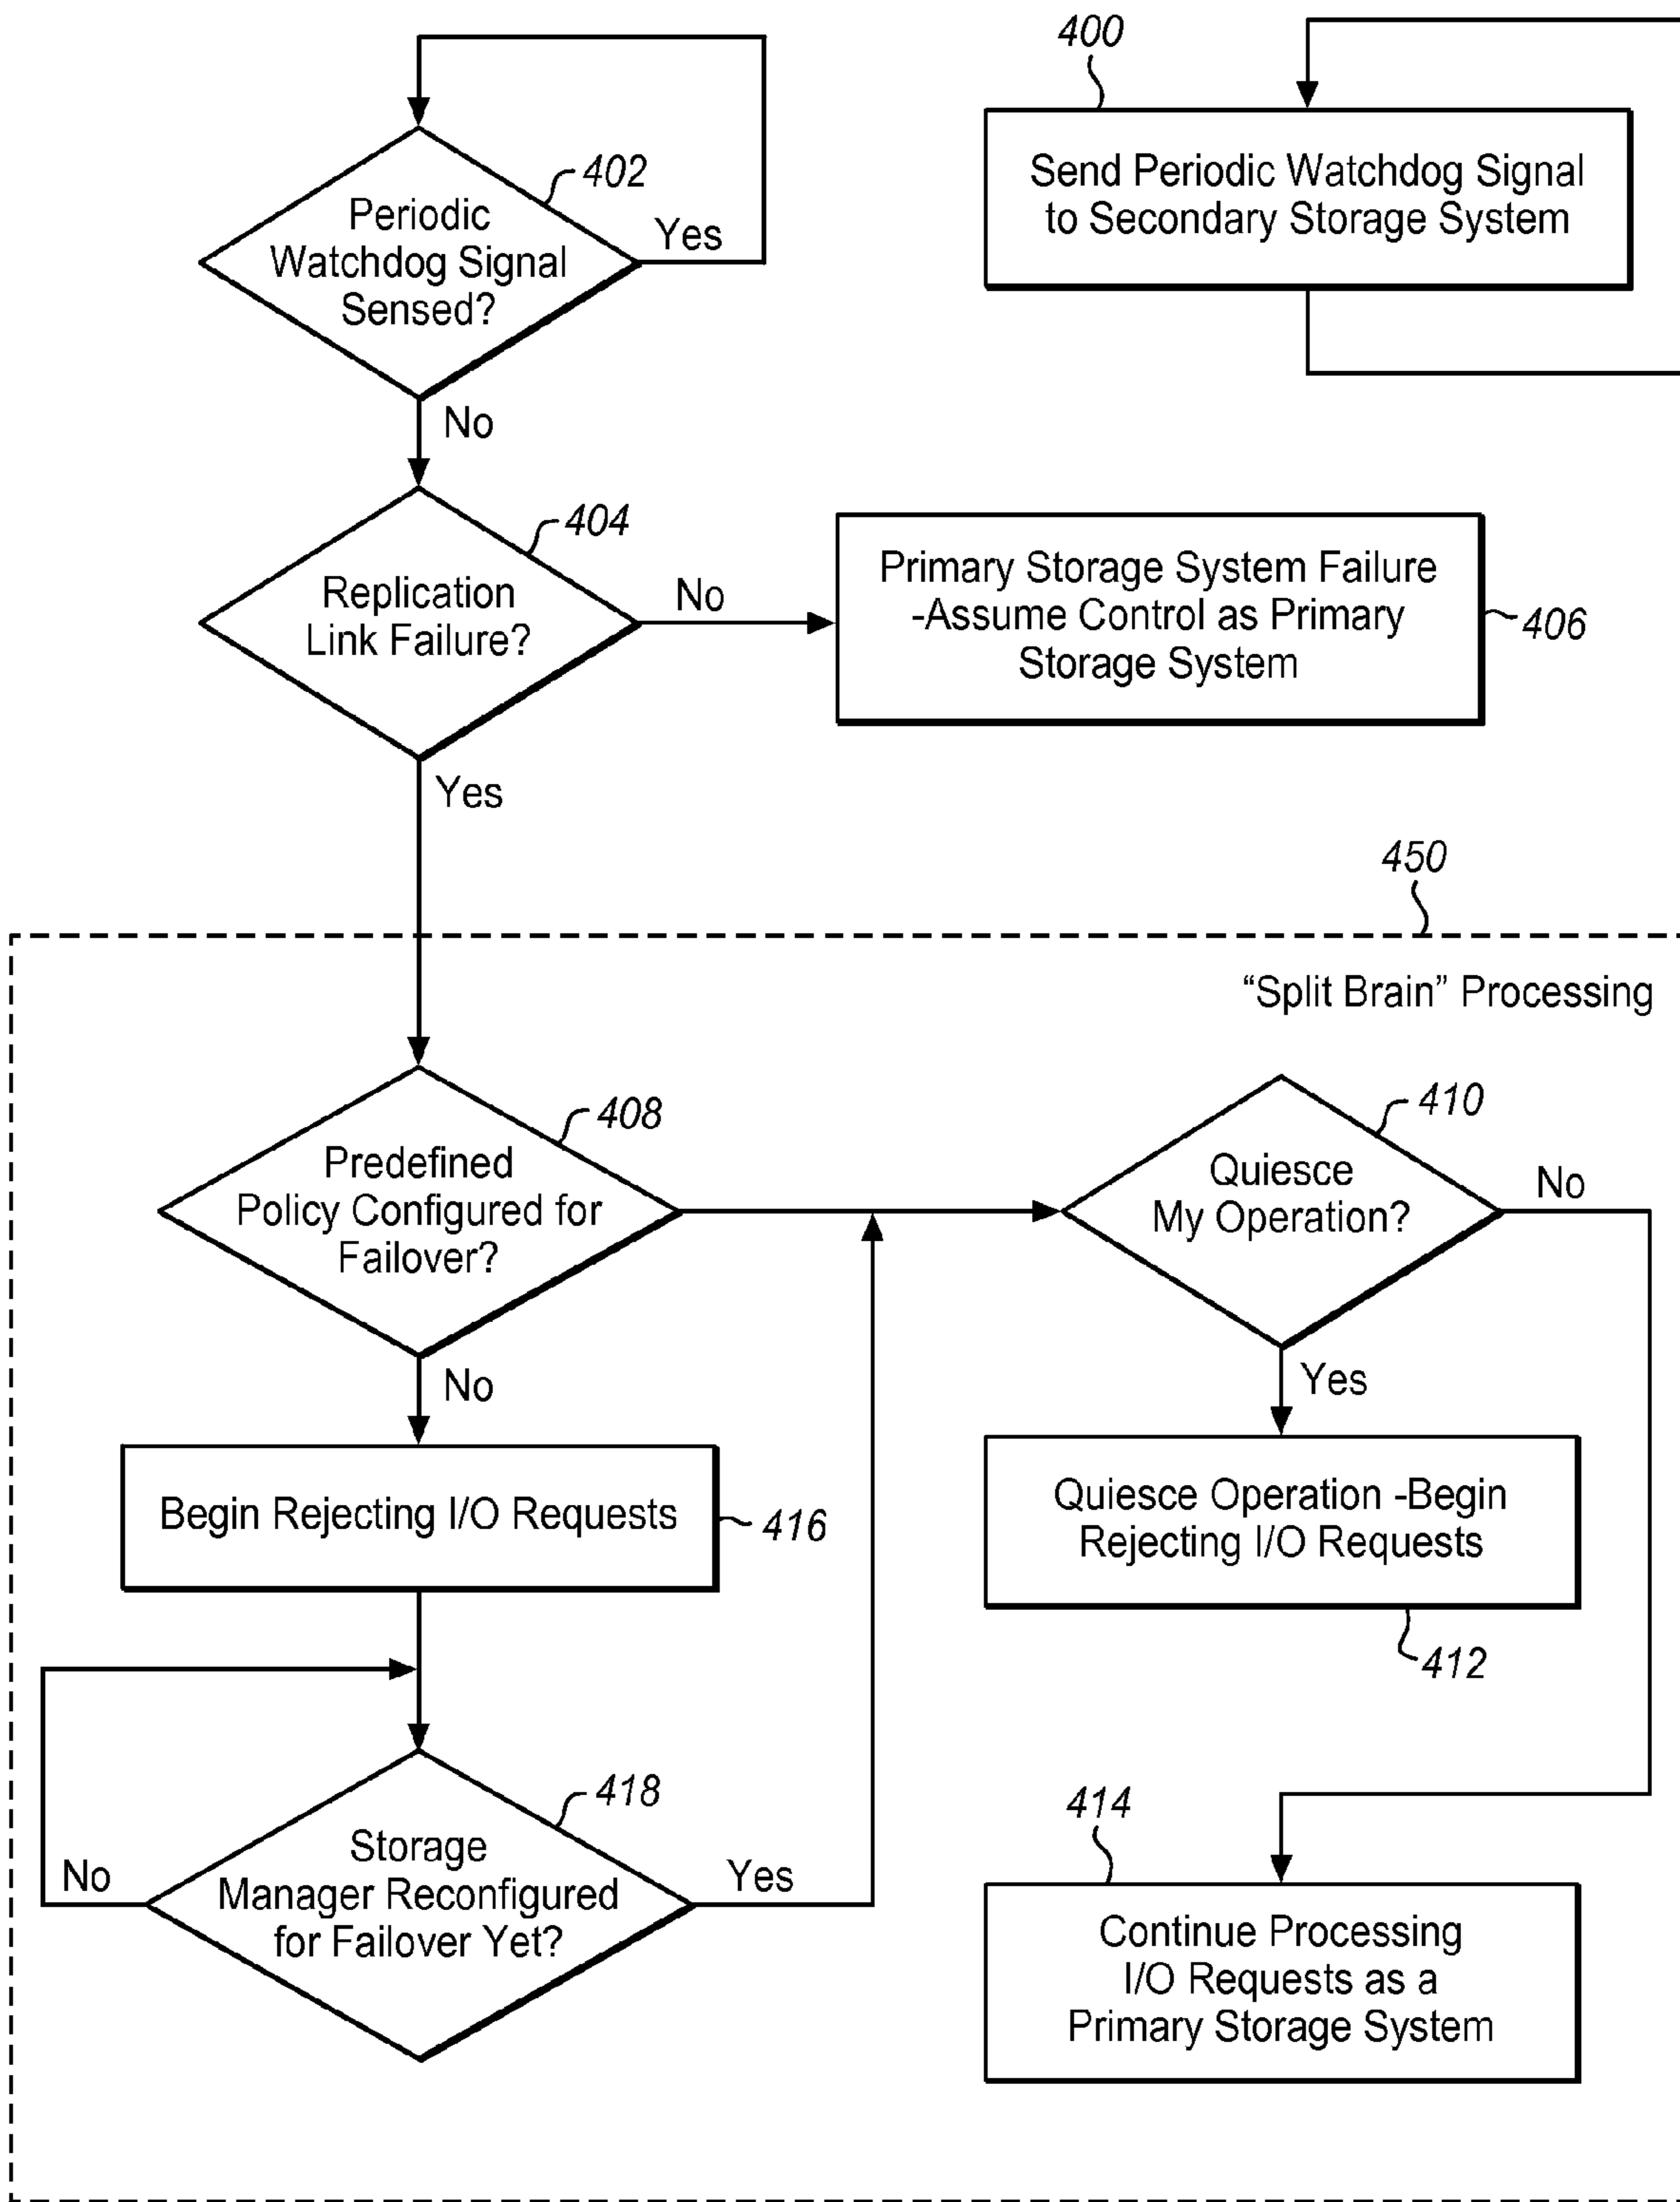 400
Send Periodic Watchdog Signal
to Secondary Storage System
402
Periodic
Watchdog Signal
Sensed?
Yes
No
404
Replication
Link Failure?
No
Primary Storage System Failure
-Assume Control as Primary
Storage System
406
Yes
450
“Split Brain” Processing
408
Predefined
Policy Configured for
Failover?
410
Quiesce
My Operation?
No
No
Yes
Begin Rejecting I/O Requests
416
Quiesce Operation -Begin
Rejecting I/O Requests
412
418
Storage
Manager Reconfigured
for Failover Yet?
No
Yes
414
Continue Processing
I/O Requests as a
Primary Storage System